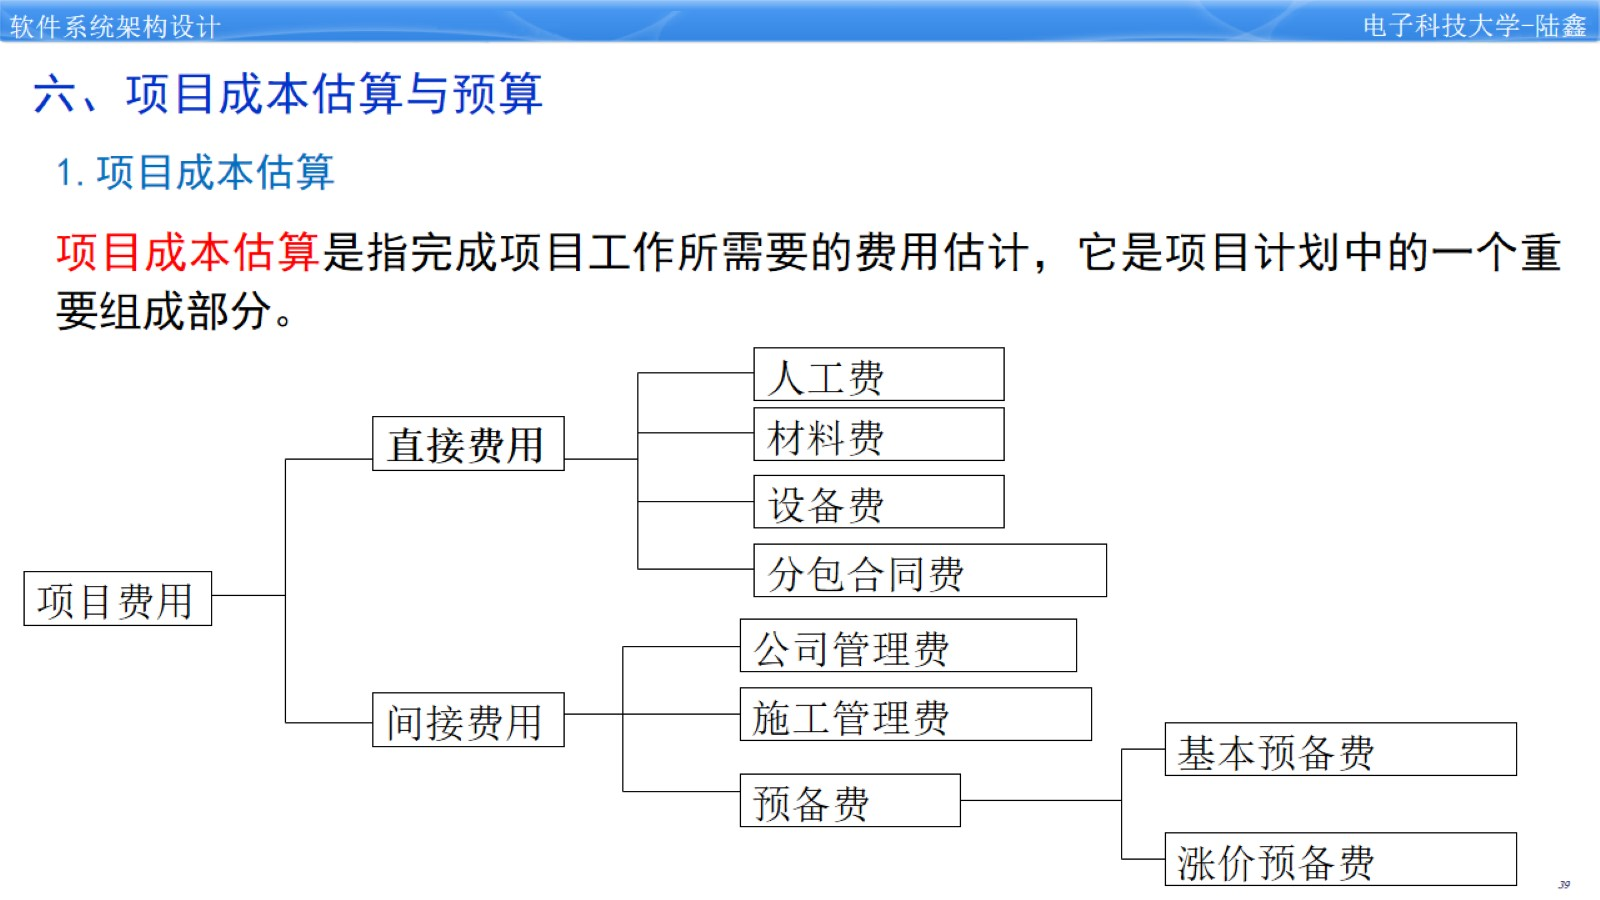 软件系统架构设计
电子科技大学-陆鑫
六、项目成本估算与预算
1.项目成本估算
项目成本估算是指完成项目工作所需要的费用估计，它是项目计划中的一个重
要组成部分。
人工费
直接费用
材料费
设备费
分包合同费
项目费用
公司管理费
间接费用
施工管理费
基本预备费
预备费
涨价预备费
39